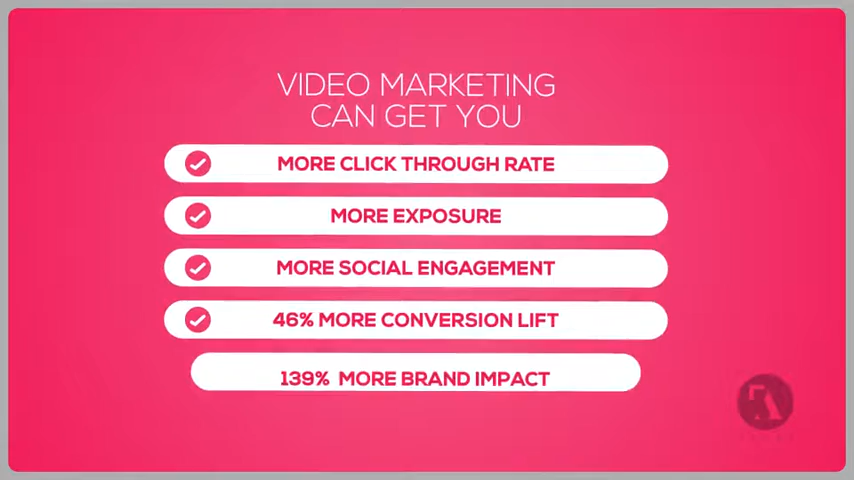 VIDEO MARKETING
CAN GET YOU
MORE CLICK THROUGH RATE
MORE EXPOSURE
MORE SOCIAL ENGAGEMENT
46% MORE CONVERSION LIFT
139% MORE BRAND IMPACT